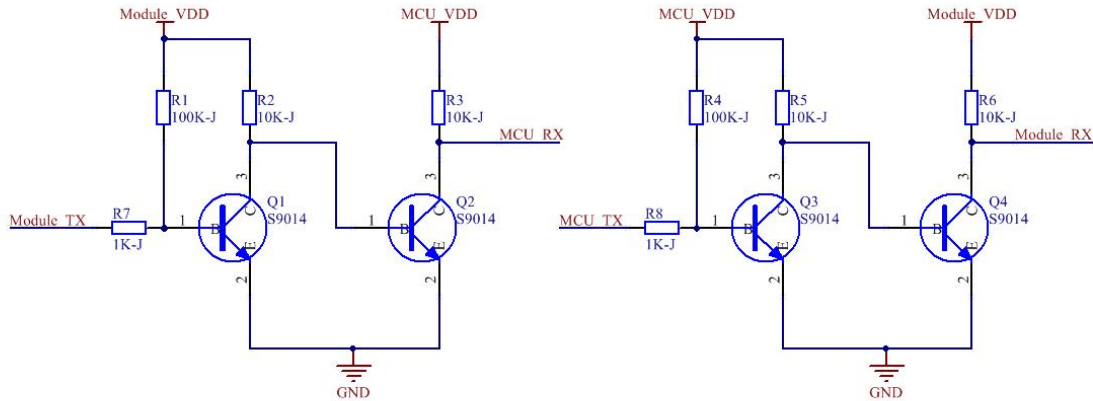 Module_VDD
MCU_VDD
MCU_VDD
Module_VDD
R1
100K-J
R2
10K-J
R3
10K-J
MCU_RX
R4
100K-J
R5
10K-J
R6
10K-J
Module_RX
Module_TX
R7
1K-J
1
B
3
C
E
2
Q1
S9014
1
B
3
C
E
2
Q2
S9014
MCU_TX
R8
1K-J
1
B
3
C
E
2
Q3
S9014
1
B
3
C
E
2
Q4
S9014
GND
GND